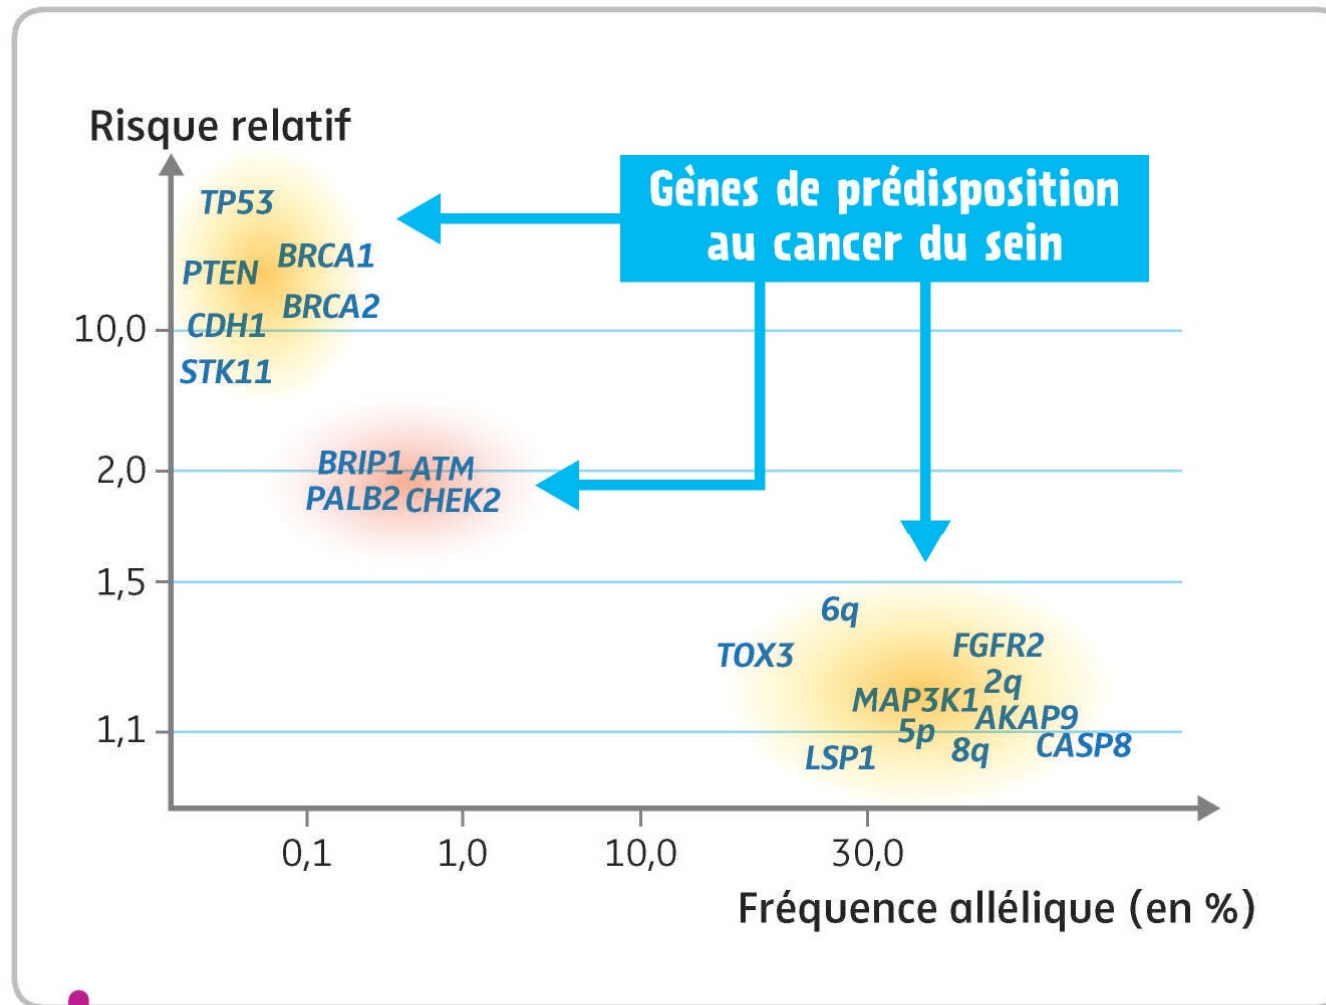 Risque relatif
Gènes de prédisposition
au cancer du sein
TP53
BRCA1
PTEN
BRCA2
10,0
CDH1
STK11
BRIP1 ATM
2,0
PALB2 CHEK2
1,5
6q
FGFR2
TOX3
2q
MAP3K1
AKAP9
1,1
5p
8q
CASP8
LSP1
0,1 1,0 10,0 30,0
Fréquence allélique (en %)